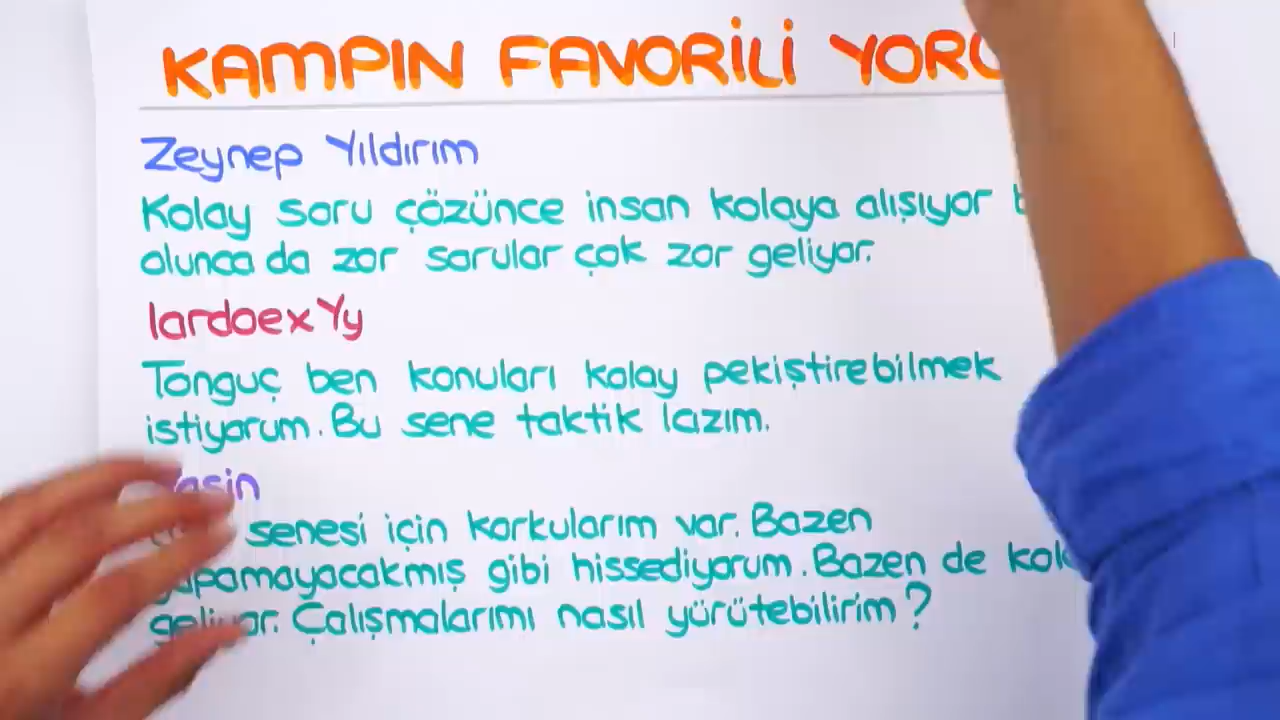 KAMPIN FAVORİLİ
Zeynep Yıldırım
Kolay soru çözünce insan kolaya alışıyor
olunca da zor sorular çok zor geliyor.
lardoexYy
Tonguç ben konuları kolay pekiştirebilmek
istiyorum. Bu sene taktik lazım.
senesi için korkularım var. Bazen
yapamayacakmış gibi hissediyorum. Bazen de
geliyor. Çalışmalarımı nasıl yürütebilirim?